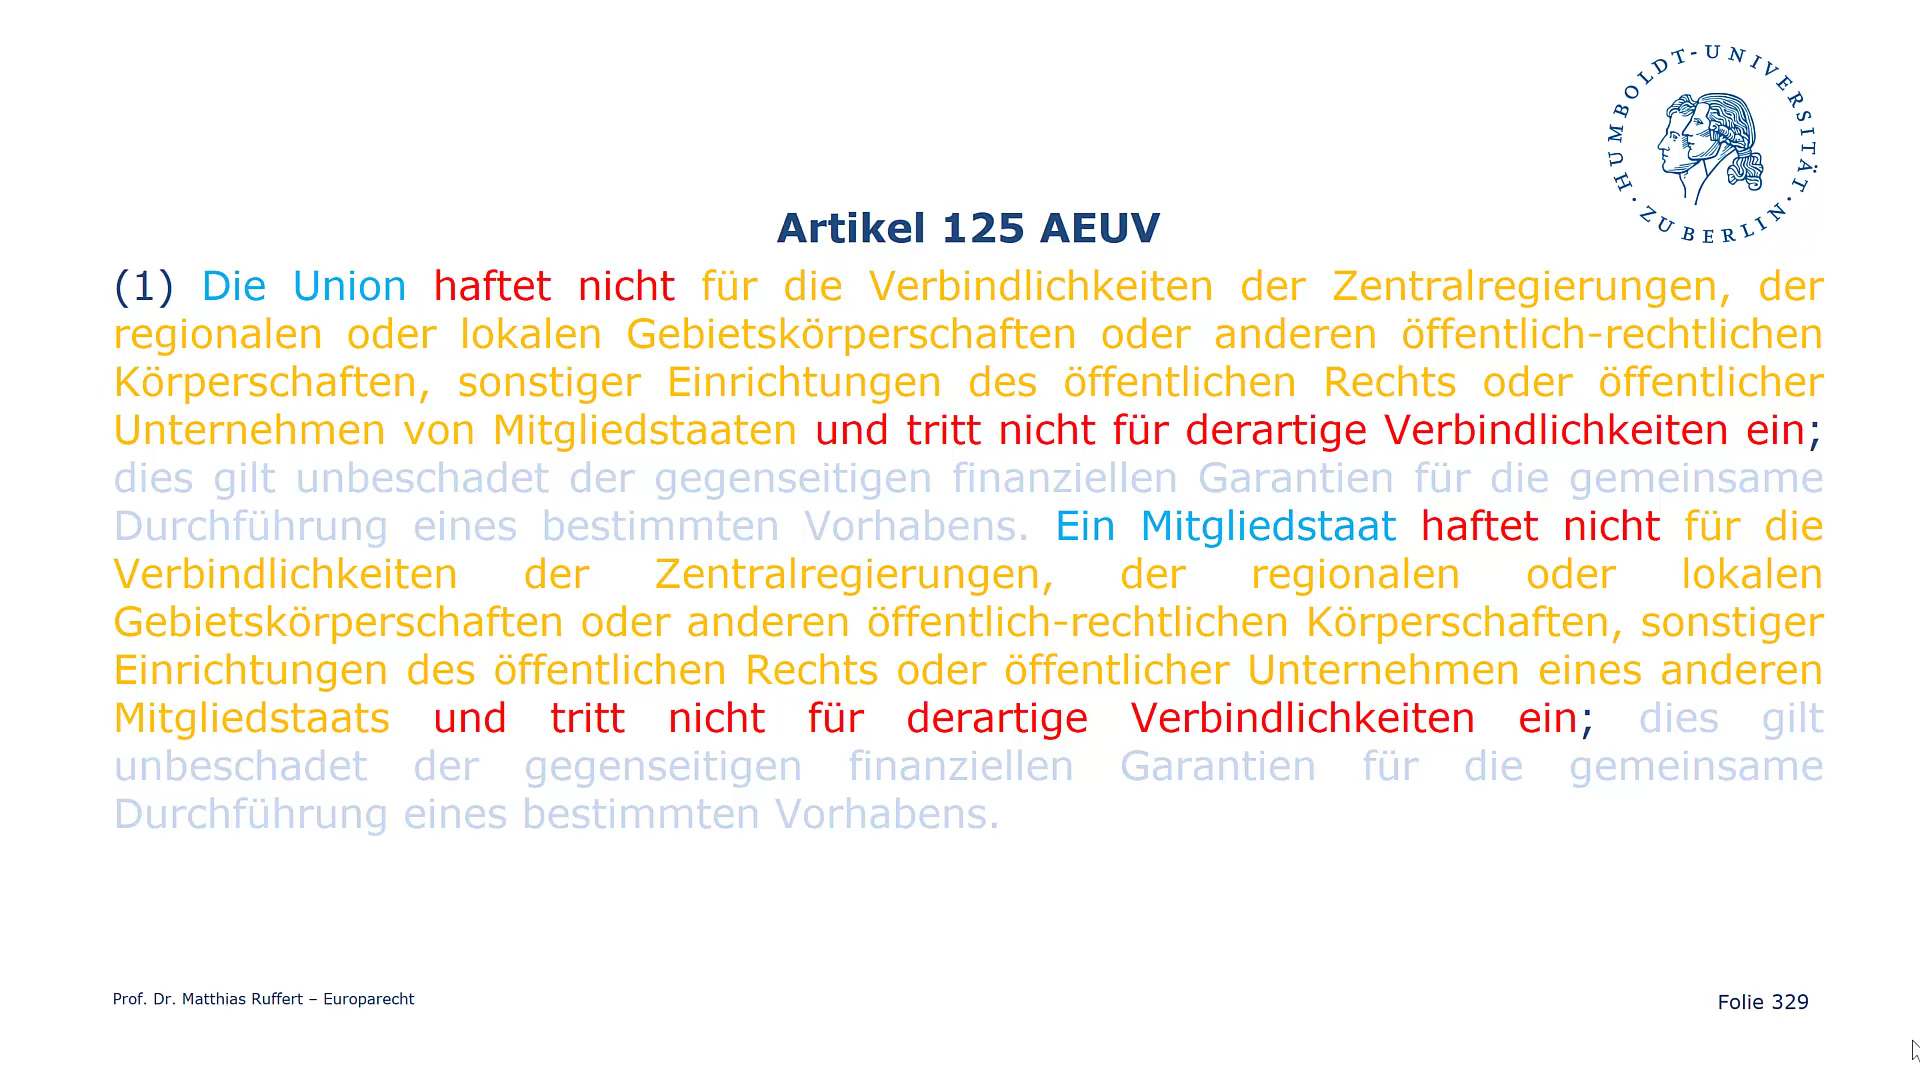 HUMBOLDT-UNIVERSITÄT · ZU BERLIN ·
Artikel 125 AEUV
(1) Die Union haftet nicht für die Verbindlichkeiten der Zentralregierungen, der
regionalen oder lokalen Gebietskörperschaften oder anderen öffentlich-rechtlichen
Körperschaften, sonstiger Einrichtungen des öffentlichen Rechts oder öffentlicher
Unternehmen von Mitgliedstaaten und tritt nicht für derartige Verbindlichkeiten ein;
dies gilt unbeschadet der gegenseitigen finanziellen Garantien für die gemeinsame
Durchführung eines bestimmten Vorhabens. Ein Mitgliedstaat haftet nicht für die
Verbindlichkeiten der Zentralregierungen, der regionalen oder lokalen
Gebietskörperschaften oder anderen öffentlich-rechtlichen Körperschaften, sonstiger
Einrichtungen des öffentlichen Rechts oder öffentlicher Unternehmen eines anderen
Mitgliedstaats und tritt nicht für derartige Verbindlichkeiten ein; dies gilt
unbeschadet der gegenseitigen finanziellen Garantien für die gemeinsame
Durchführung eines bestimmten Vorhabens.
Prof. Dr. Matthias Ruffert – Europarecht
Folie 329